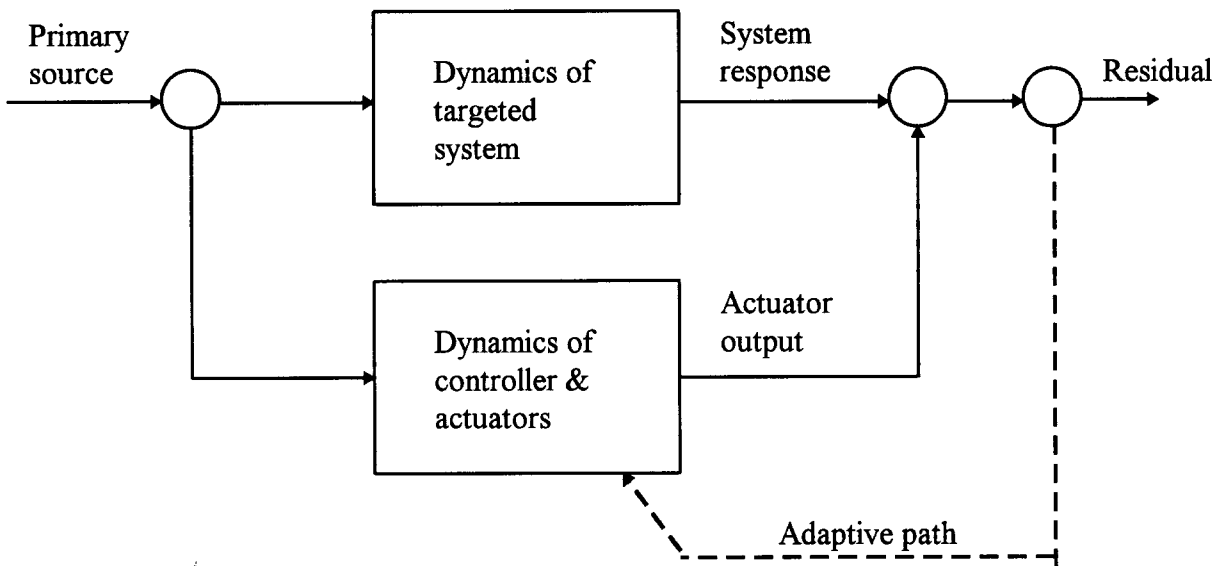 Primary
source
Dynamics of
targeted
system
System
response
Residual
Dynamics of
controller &
actuators
Actuator
output
Adaptive path